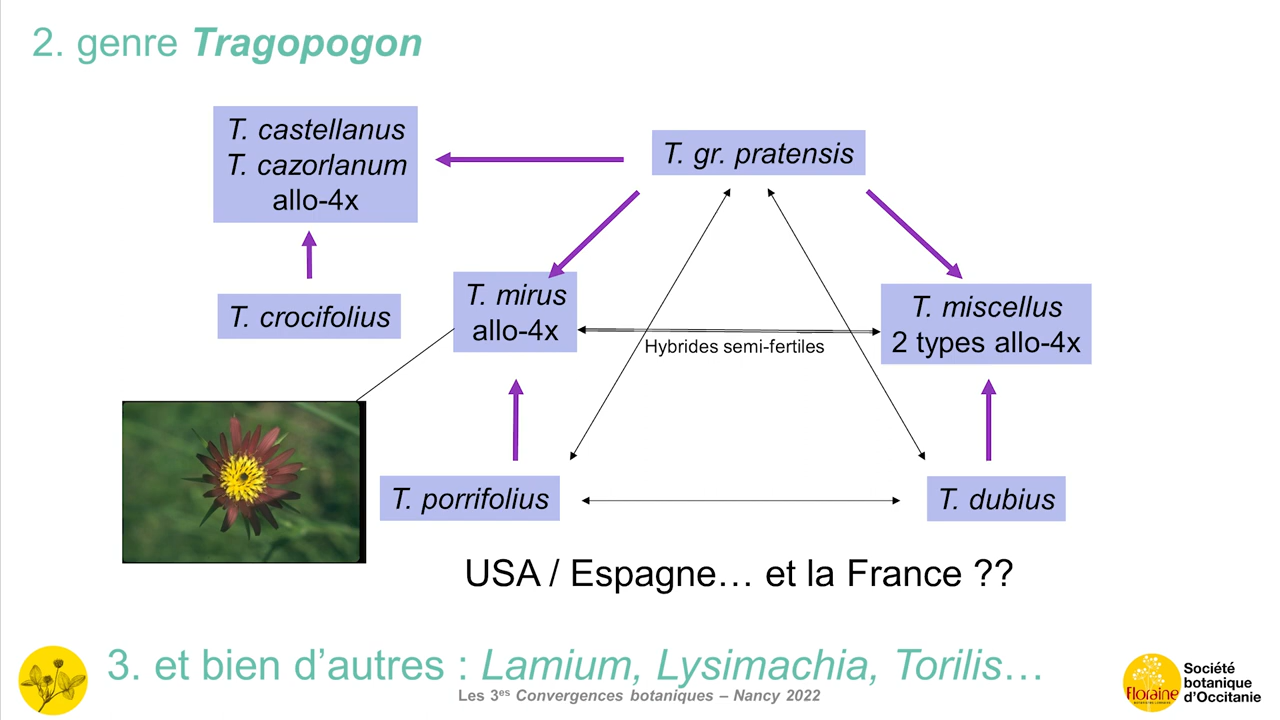 2. genre Tragopogon
T. castellanus
T. cazorlanum
allo-4x
T. gr. pratensis
T. crocifolius
T. mirus
allo-4x
T. miscellus
2 types allo-4x
Hybrides semi-fertiles
T. porrifolius
T. dubius
USA / Espagne… et la France ??
3. et bien d’autres : Lamium, Lysimachia, Torilis…
Les 3es Convergences botaniques – Nancy 2022
Floraine
Société
botanique
d’Occitanie